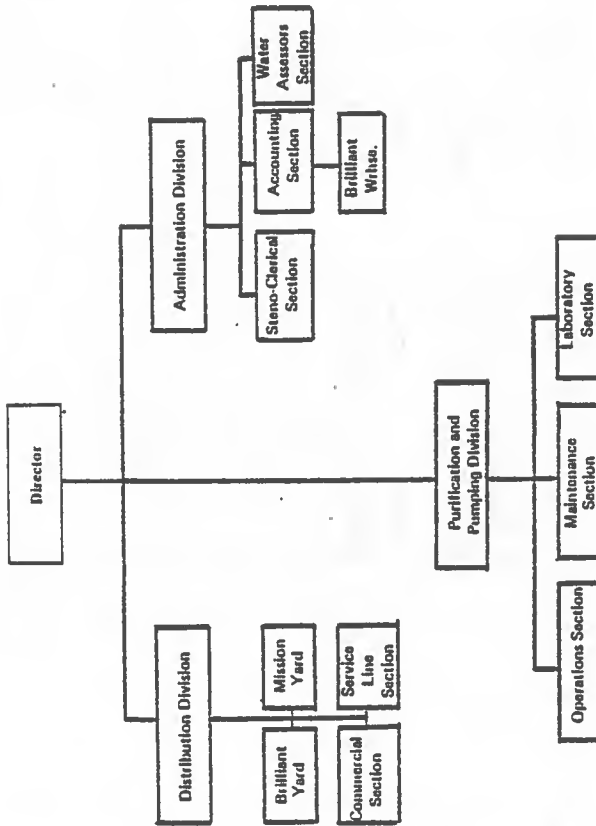 Director
Distribution Division
Administration Division
Brilliant
Yard
Mission
Yard
Commercial
Section
Service
Line
Section
Steno-Clerical
Section
Accounting
Section
Water
Assessors
Section
Brilliant
Wrhse.
Purification and
Pumping Division
Operations Section
Maintenance
Section
Laboratory
Section